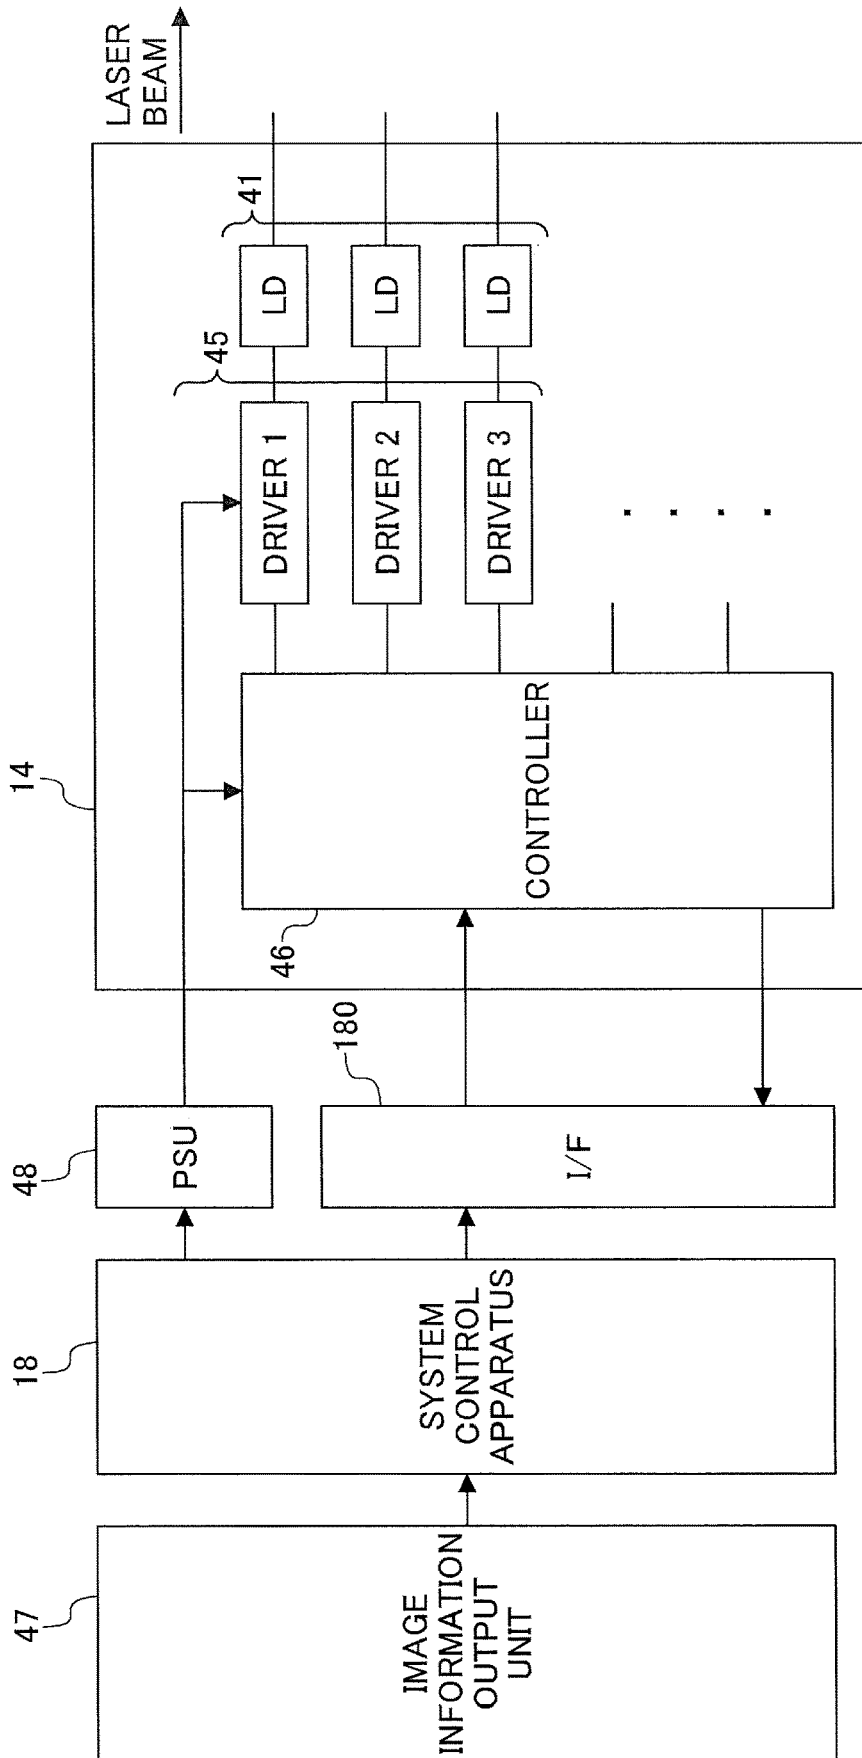 47
IMAGE
INFORMATION
OUTPUT
UNIT
18
SYSTEM
CONTROL
APPARATUS
48
PSU
180
I/F
14
46
CONTROLLER
45
DRIVER 1
DRIVER 2
DRIVER 3
41
LD
LD
LD
LASER
BEAM